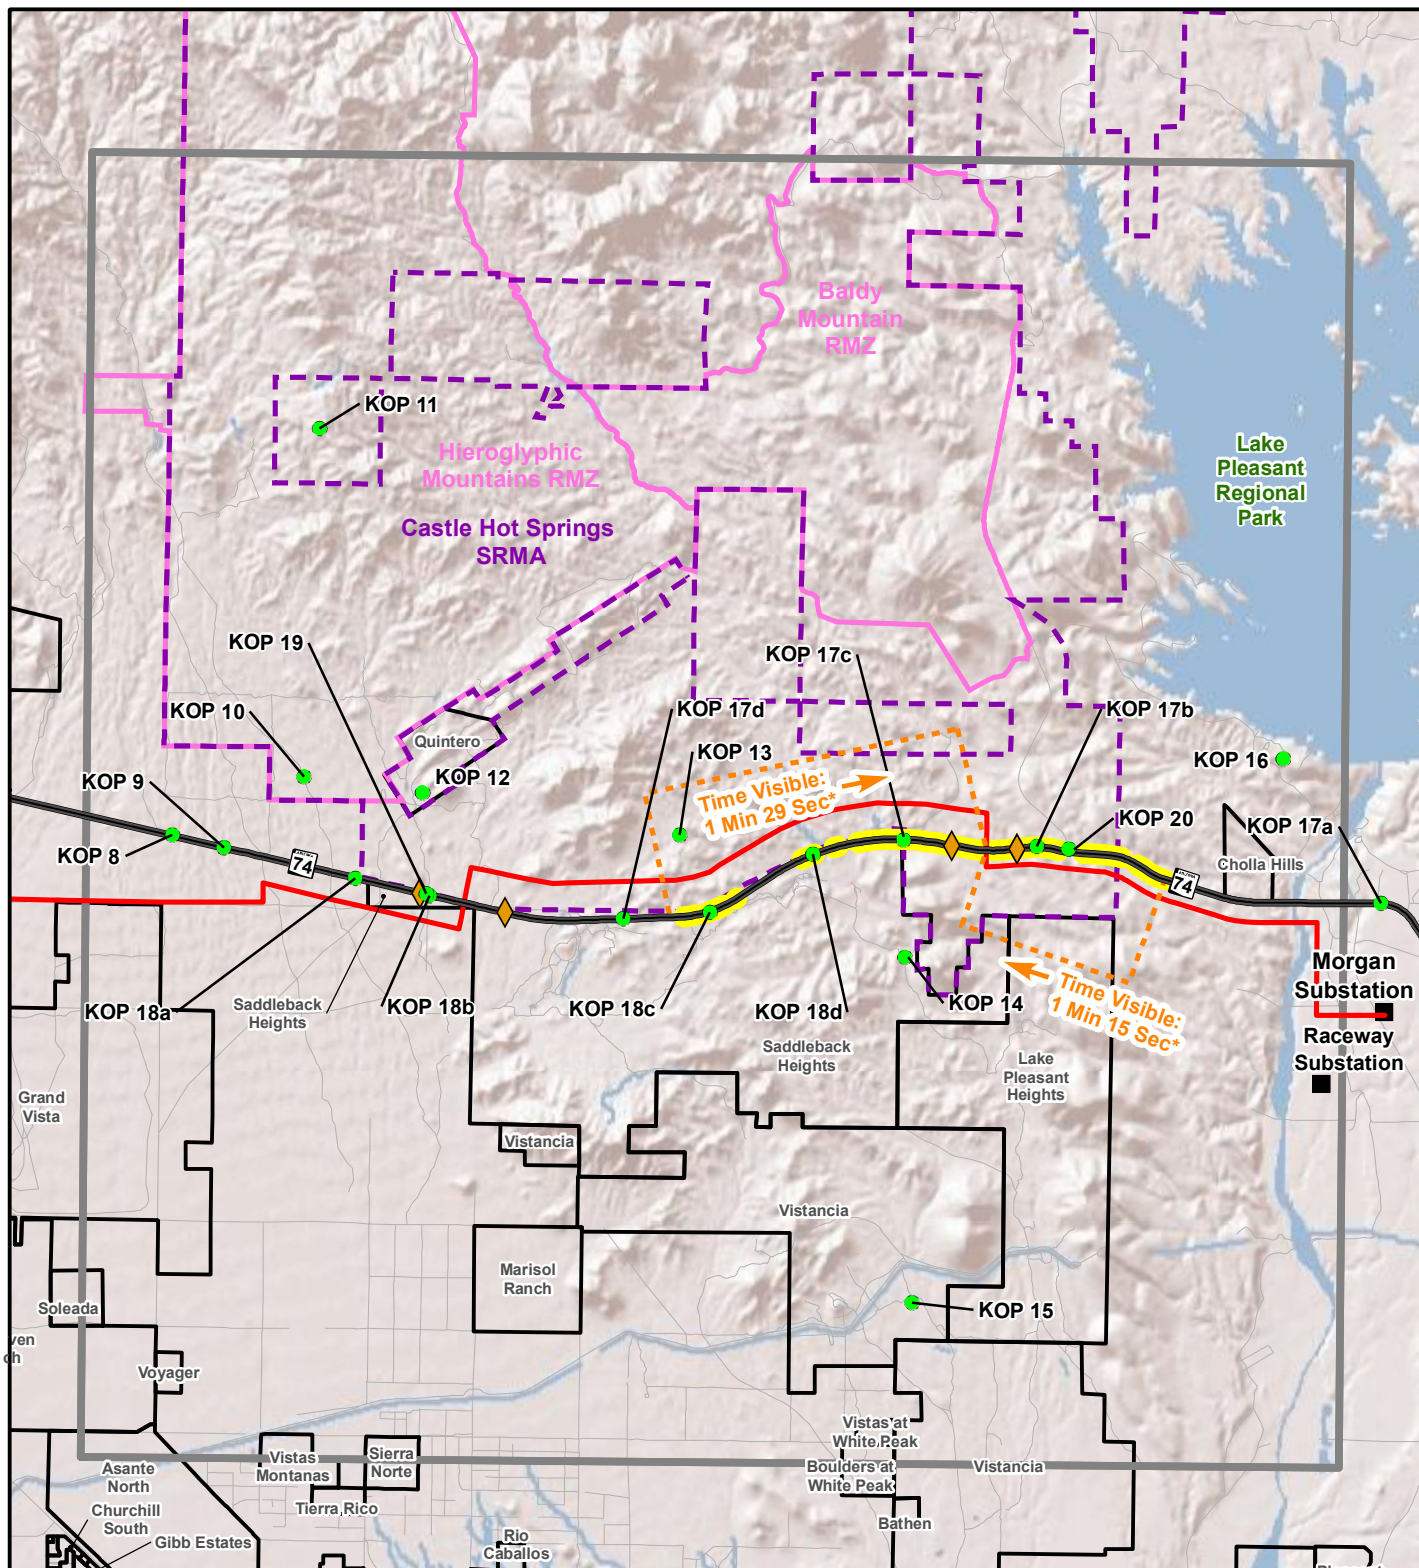 Baldy
Mountain
RMZ
KOP 11
Hieroglyphic
Mountains RMZ
Lake
Pleasant
Regional
Park
Castle Hot Springs
SRMA
KOP 19
KOP 17c
KOP 10
KOP 17d
KOP 17b
Quintero
KOP 13
KOP 16
KOP 9
KOP 12
Time Visible:
1 Min 29 Sec*
KOP 20
KOP 17a
KOP 8
74
Cholla Hills
74
Morgan
Substation
KOP 18a
Saddleback
Heights
KOP 18b
KOP 18c
KOP 18d
KOP 14
Time Visible:
1 Min 15 Sec*
Raceway
Substation
Saddleback
Heights
Lake
Pleasant
Heights
Grand
Vista
Vistancia
Vistancia
Marisol
Ranch
Soleada
KOP 15
ven
ch
Voyager
Vistas at
White Peak
Vistas
Montanas
Sierra
Norte
Asante
North
Boulders at
White Peak
Vistancia
Churchill
South
Tierra Rico
Bathen
Gibb Estates
Rio
Caballos